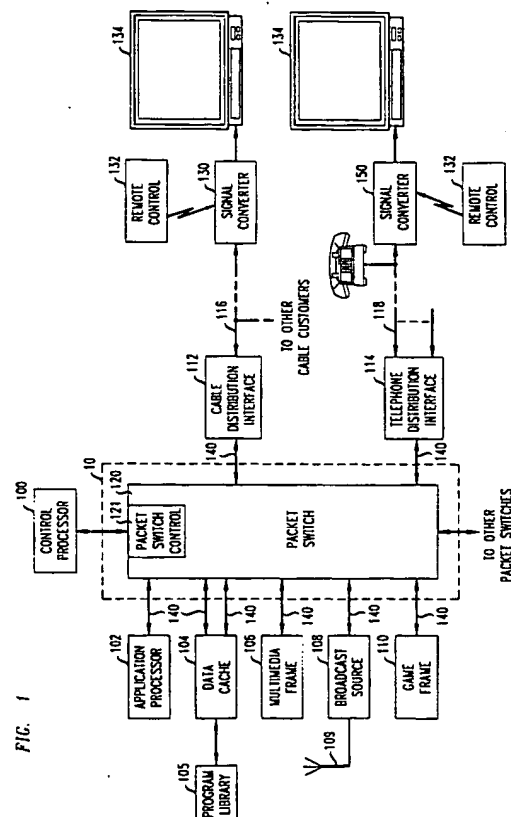 FIG. 1
100
CONTROL
PROCESSOR
10
120
121
PACKET
SWITCH
CONTROL
PACKET
SWITCH
102
APPLICATION
PROCESSOR
140
105
PROGRAM
LIBRARY
104
DATA
CACHE
140
140
106
MULTIMEDIA
FRAME
140
109
108
BROADCAST
SOURCE
140
110
GAME
FRAME
140
TO OTHER
PACKET SWITCHES
140
112
CABLE
DISTRIBUTION
INTERFACE
116
TO OTHER
CABLE CUSTOMERS
132
REMOTE
CONTROL
130
SIGNAL
CONVERTER
134
140
114
TELEPHONE
DISTRIBUTION
INTERFACE
118
150
SIGNAL
CONVERTER
132
REMOTE
CONTROL
134